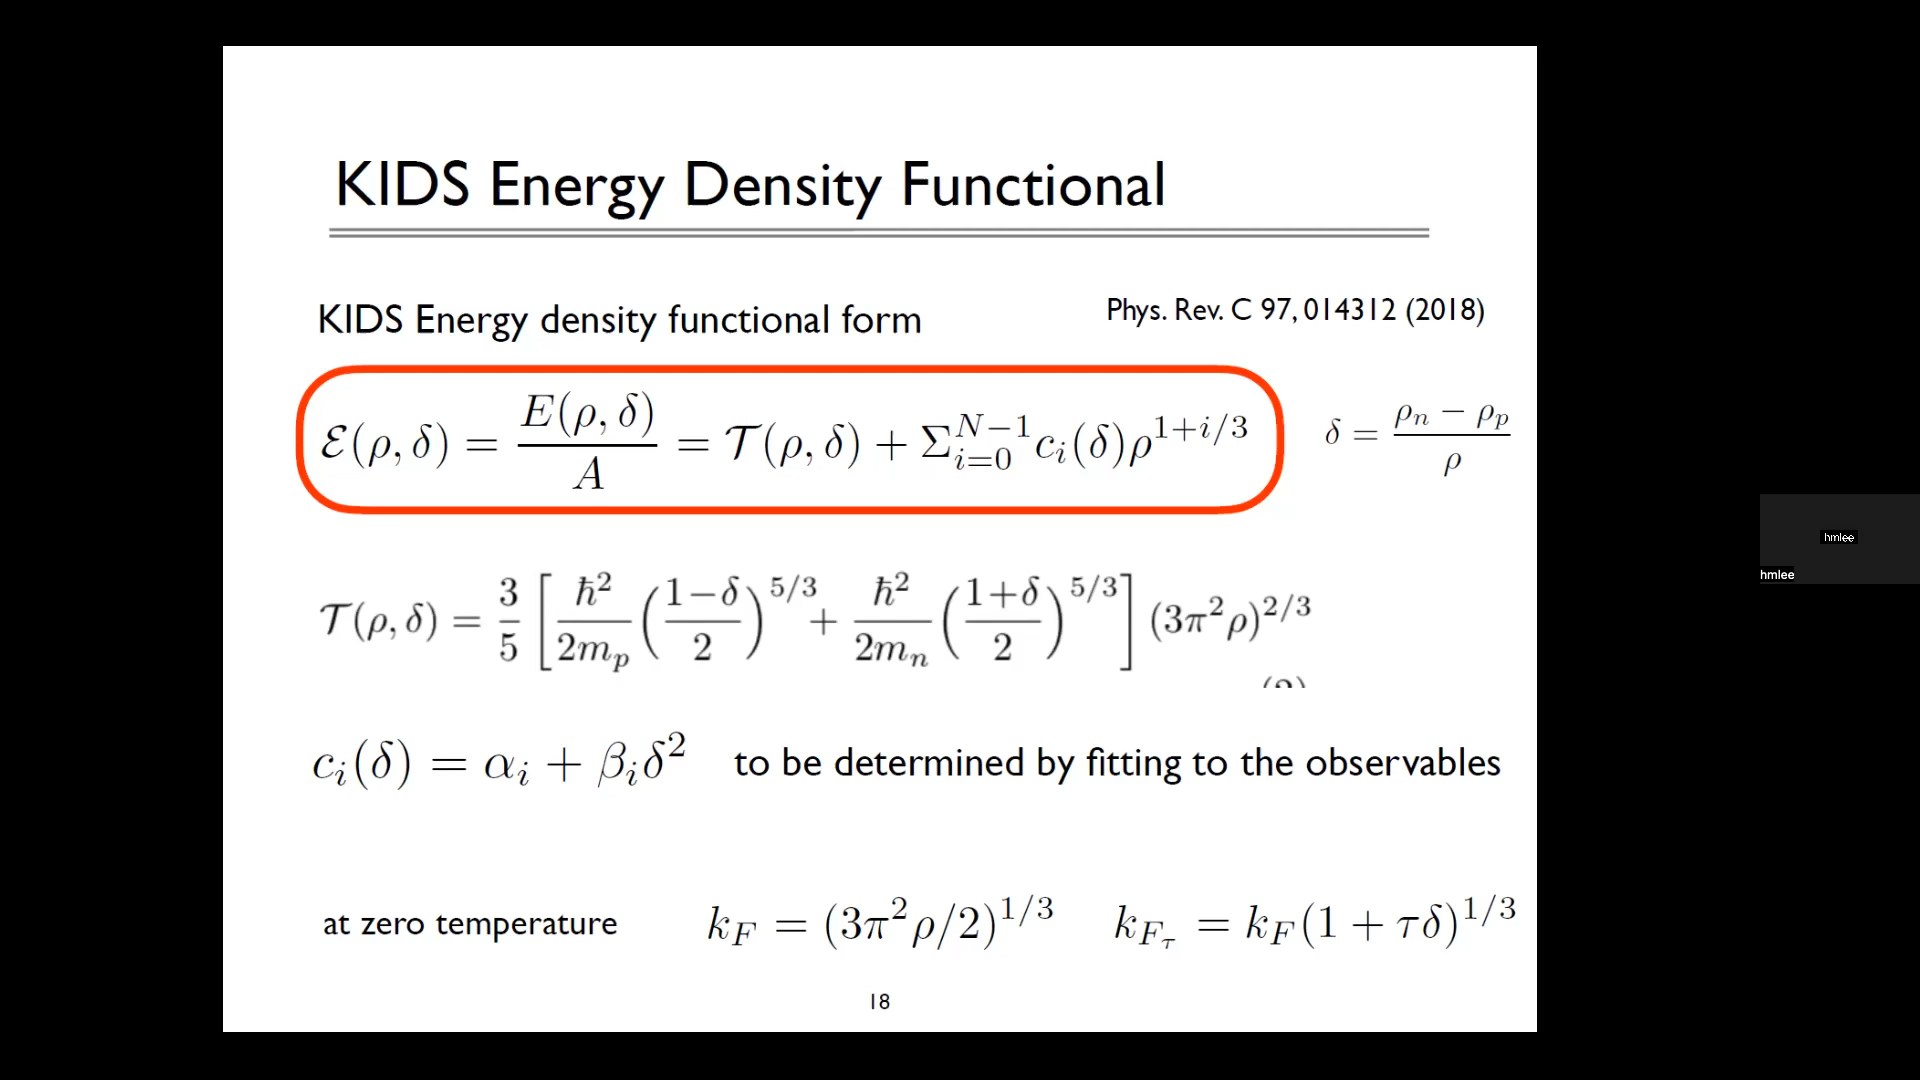 KIDS Energy Density Functional
KIDS Energy density functional form
Phys. Rev. C 97, 014312 (2018)
ℰ(ρ, δ) = E(ρ, δ)/A = 𝒯(ρ, δ) + Σ_{i=0}^{N−1} c_i(δ)ρ^{1+i/3}
δ = (ρ_n − ρ_p)/ρ
𝒯(ρ, δ) = 3/5 [ ℏ²/2m_p ((1−δ)/2)^{5/3} + ℏ²/2m_n ((1+δ)/2)^{5/3} ] (3π²ρ)^{2/3}
c_i(δ) = α_i + β_iδ² to be determined by fitting to the observables
at zero temperature k_F = (3π²ρ/2)^{1/3} k_{F_τ} = k_F(1 + τδ)^{1/3}
18
hmlee
hmlee